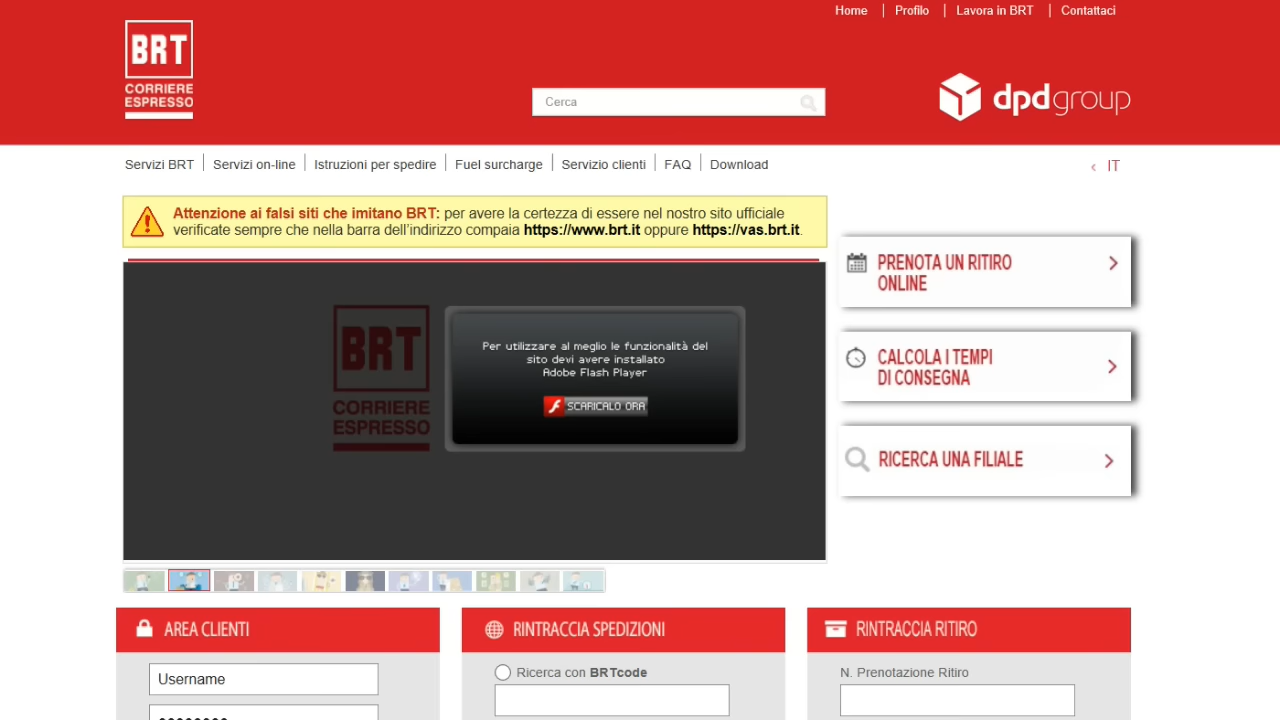 Home
Profilo
Lavora in BRT
Contattaci
BRT
CORRIERE
ESPRESSO
Cerca
dpdgroup
Servizi BRT
Servizi on-line
Istruzioni per spedire
Fuel surcharge
Servizio clienti
FAQ
Download
‹ IT
Attenzione ai falsi siti che imitano BRT: per avere la certezza di essere nel nostro sito ufficiale
verificate sempre che nella barra dell'indirizzo compaia https://www.brt.it oppure https://vas.brt.it.
BRT
CORRIERE
ESPRESSO
Per utilizzare al meglio le funzionalità del
sito devi avere installato
Adobe Flash Player
SCARICALO ORA
PRENOTA UN RITIRO
ONLINE
CALCOLA I TEMPI
DI CONSEGNA
RICERCA UNA FILIALE
AREA CLIENTI
Username
RINTRACCIA SPEDIZIONI
Ricerca con BRTcode
RINTRACCIA RITIRO
N. Prenotazione Ritiro